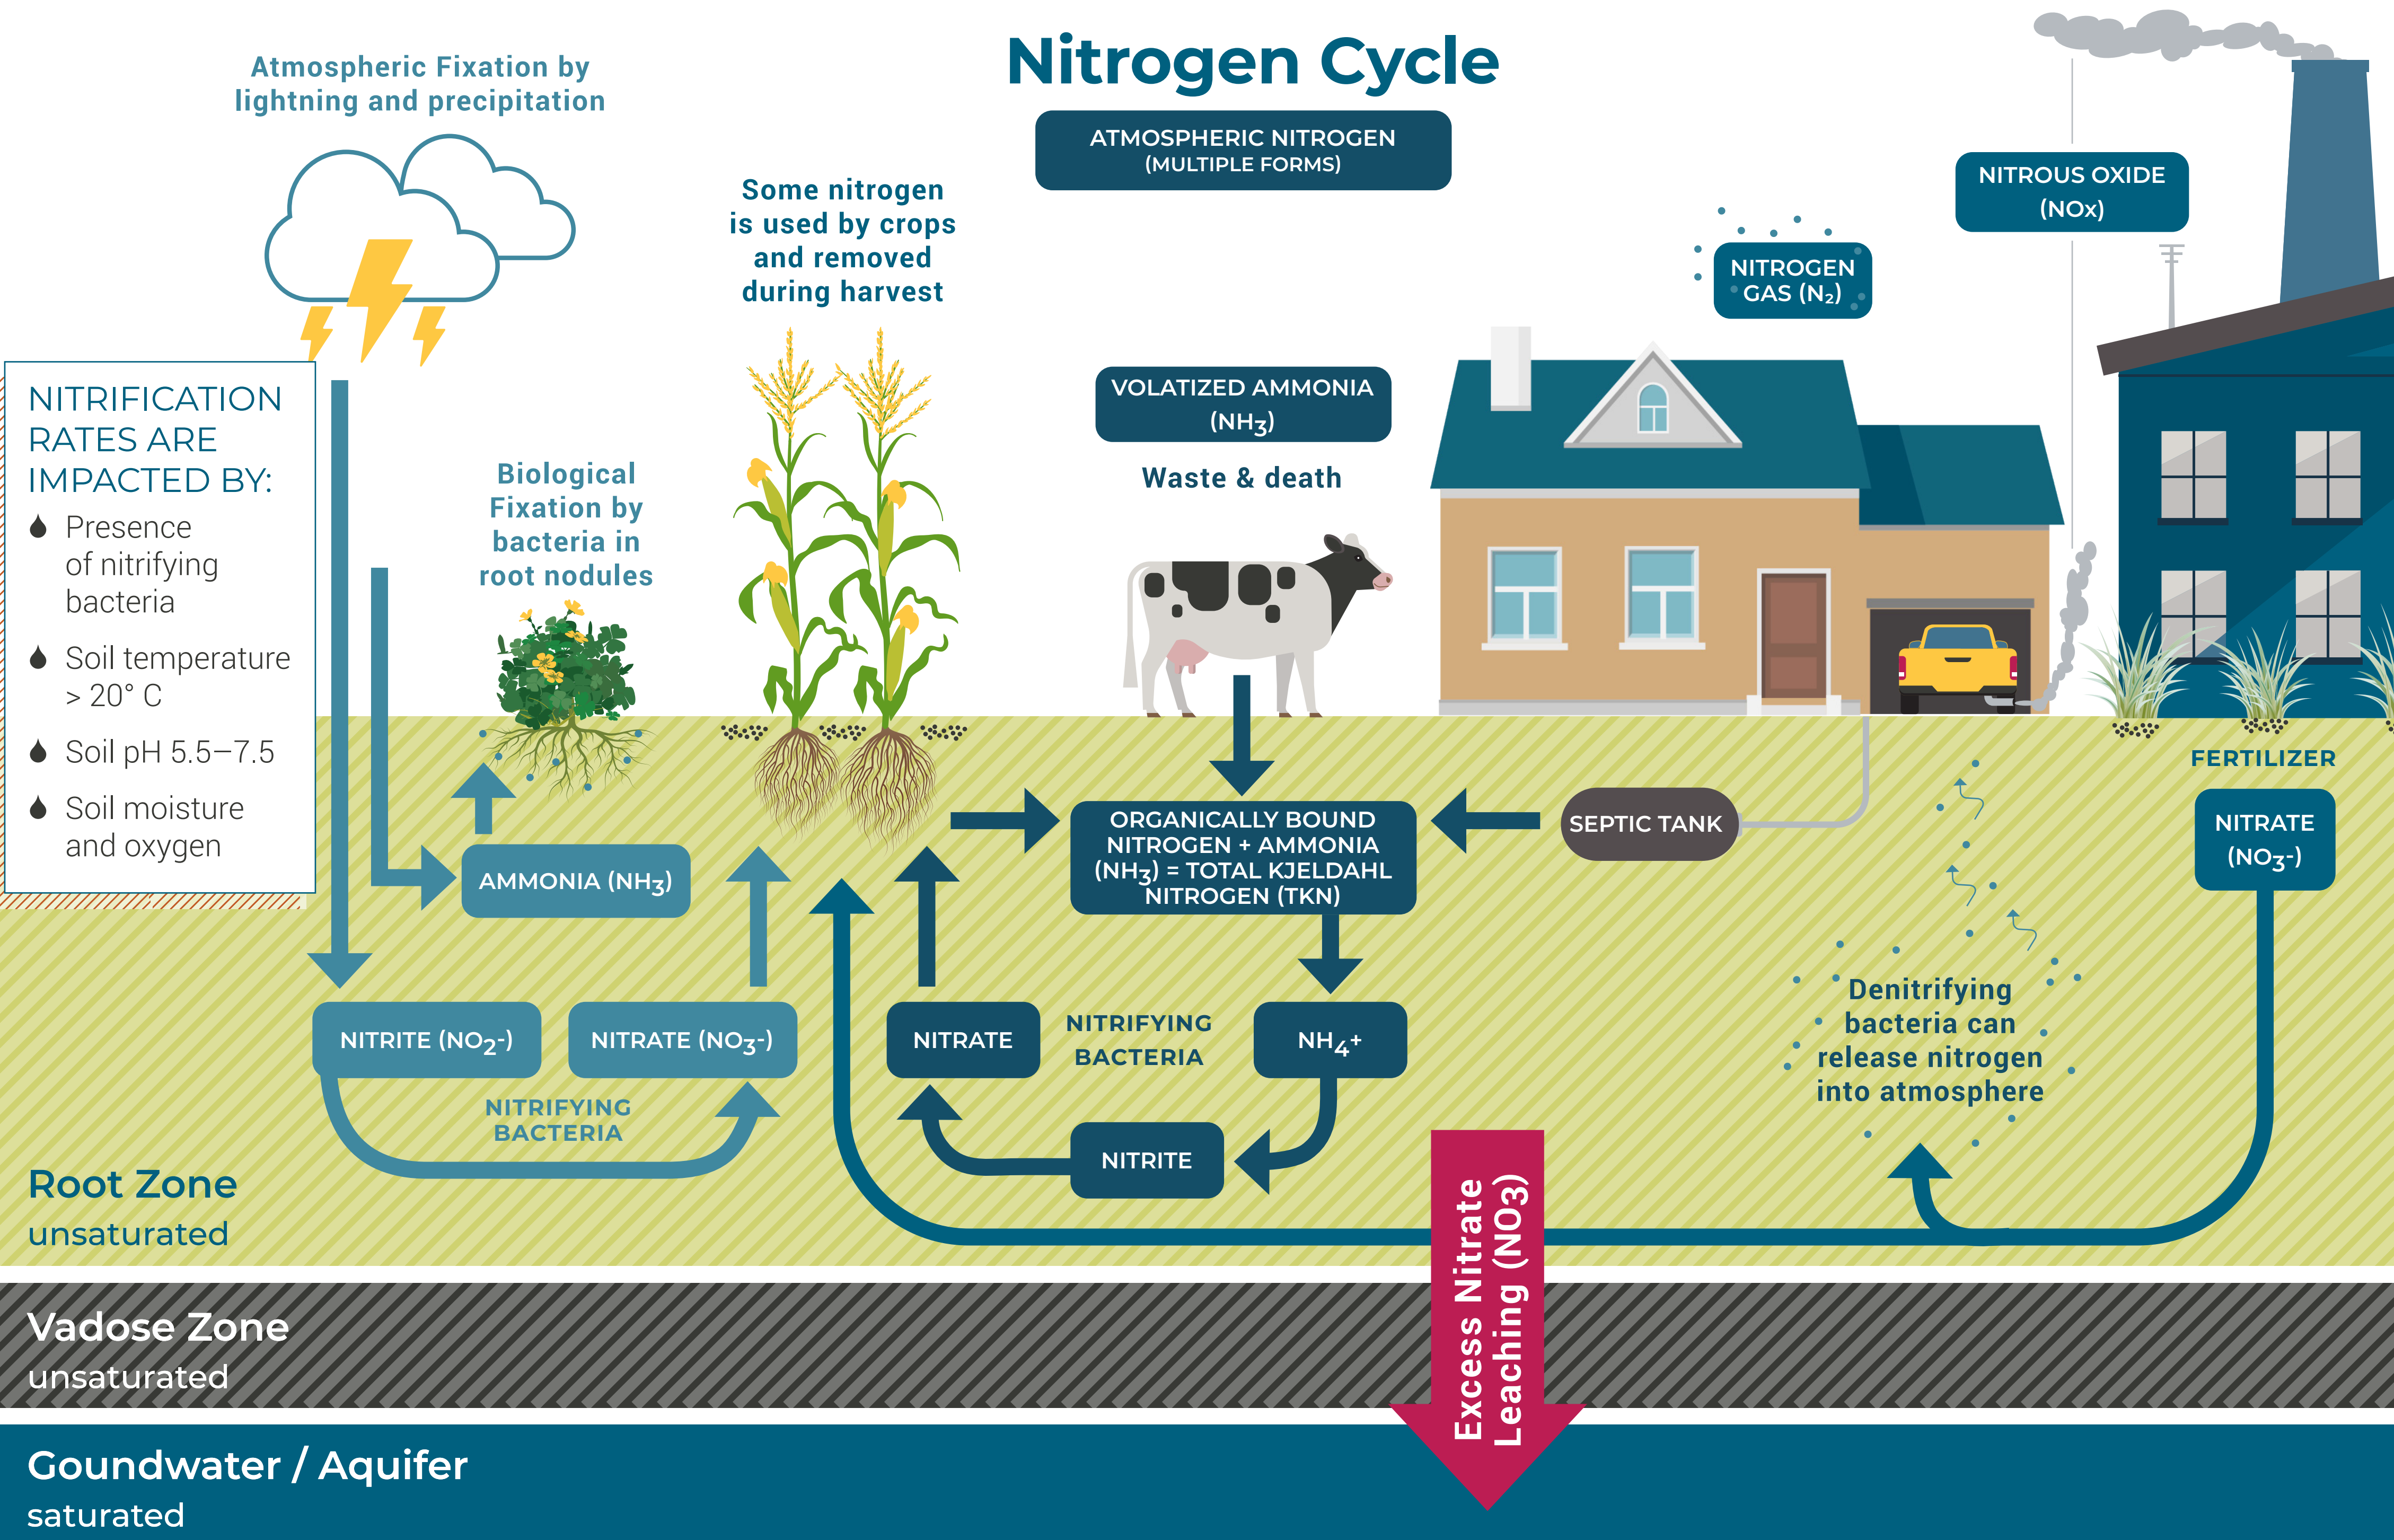 Nitrogen Cycle
ATMOSPHERIC NITROGEN
(MULTIPLE FORMS)
Atmospheric Fixation by
lightning and precipitation
Some nitrogen
is used by crops
and removed
during harvest
NITROUS OXIDE
(NOx)
NITROGEN
GAS (N₂)
VOLATIZED AMMONIA
(NH₃)
Waste & death
NITRIFICATION
RATES ARE
IMPACTED BY:
Presence
of nitrifying
bacteria
Soil temperature
> 20° C
Soil pH 5.5–7.5
Soil moisture
and oxygen
Biological
Fixation by
bacteria in
root nodules
FERTILIZER
NITRATE
(NO₃-)
ORGANICALLY BOUND
NITROGEN + AMMONIA
(NH₃) = TOTAL KJELDAHL
NITROGEN (TKN)
SEPTIC TANK
AMMONIA (NH₃)
NITRITE (NO₂-)
NITRATE (NO₃-)
NITRIFYING
BACTERIA
NITRATE
NITRIFYING
BACTERIA
NH₄+
NITRITE
Denitrifying
bacteria can
release nitrogen
into atmosphere
Excess Nitrate
Leaching (NO3)
Root Zone
unsaturated
Vadose Zone
unsaturated
Goundwater / Aquifer
saturated